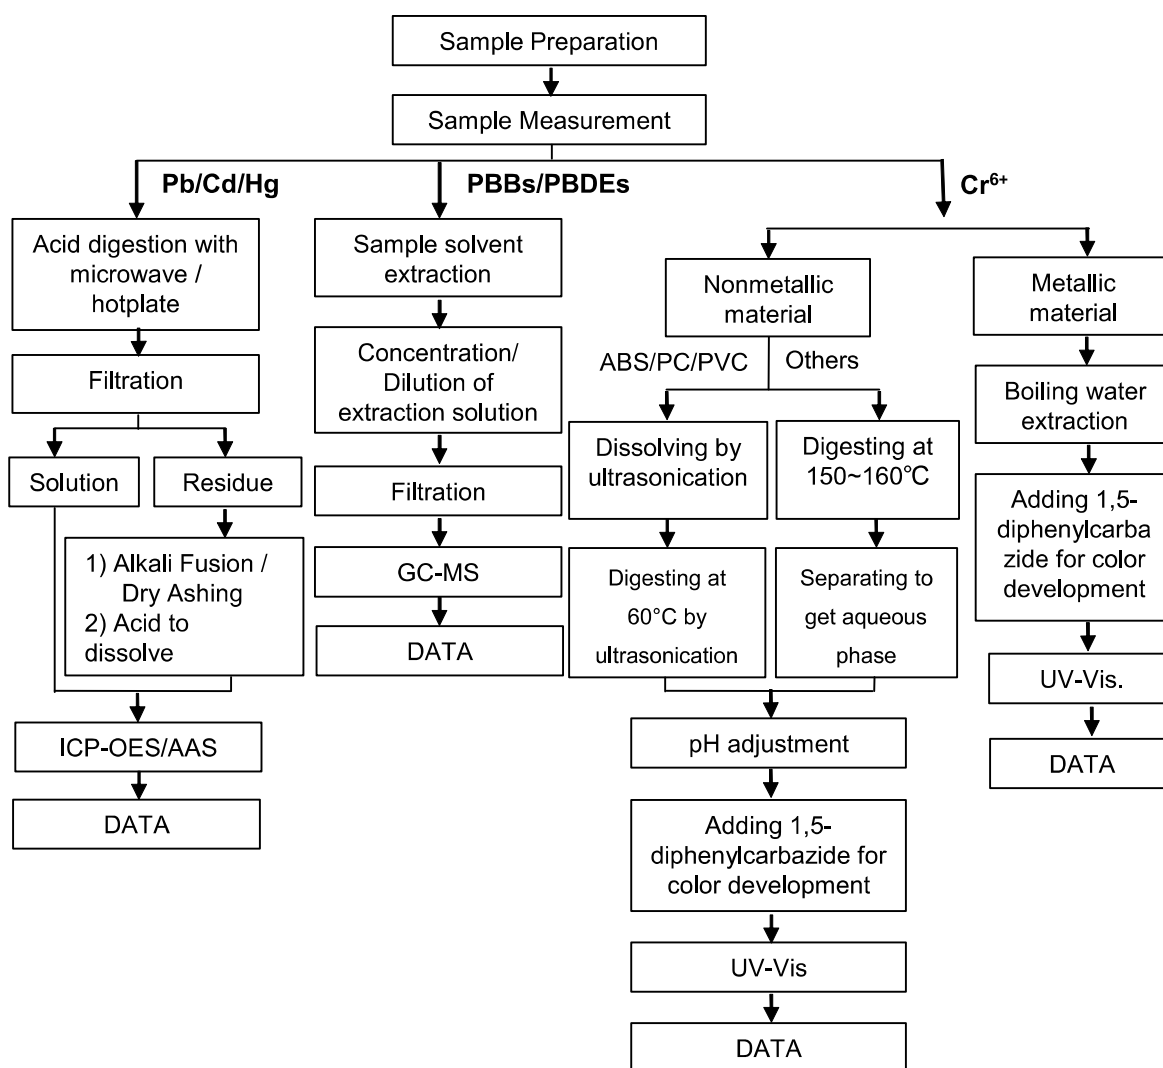 Sample Preparation
Sample Measurement
Pb/Cd/Hg
PBBs/PBDEs
Cr⁶⁺
Acid digestion with
microwave /
hotplate
Filtration
Solution
Residue
1) Alkali Fusion /
Dry Ashing
2) Acid to
dissolve
ICP-OES/AAS
DATA
Sample solvent
extraction
Concentration/
Dilution of
extraction solution
Filtration
GC-MS
DATA
Nonmetallic
material
ABS/PC/PVC
Others
Dissolving by
ultrasonication
Digesting at
60°C by
ultrasonication
Digesting at
150~160℃
Separating to
get aqueous
phase
pH adjustment
Adding 1,5-
diphenylcarbazide for
color development
UV-Vis
DATA
Metallic
material
Boiling water
extraction
Adding 1,5-
diphenylcarba
zide for color
development
UV-Vis.
DATA